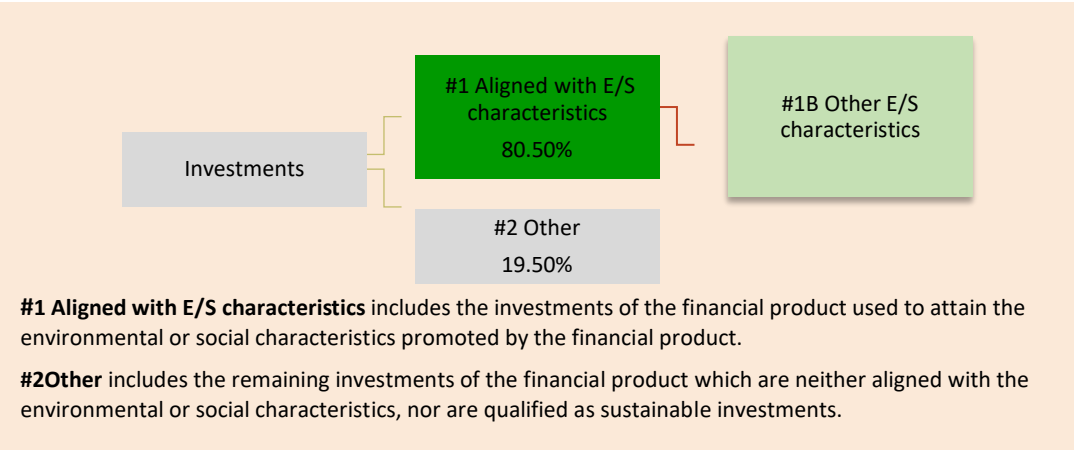 Investments
#1 Aligned with E/S
characteristics
80.50%
#1B Other E/S
characteristics
#2 Other
19.50%
#1 Aligned with E/S characteristics includes the investments of the financial product used to attain the
environmental or social characteristics promoted by the financial product.
#2Other includes the remaining investments of the financial product which are neither aligned with the
environmental or social characteristics, nor are qualified as sustainable investments.